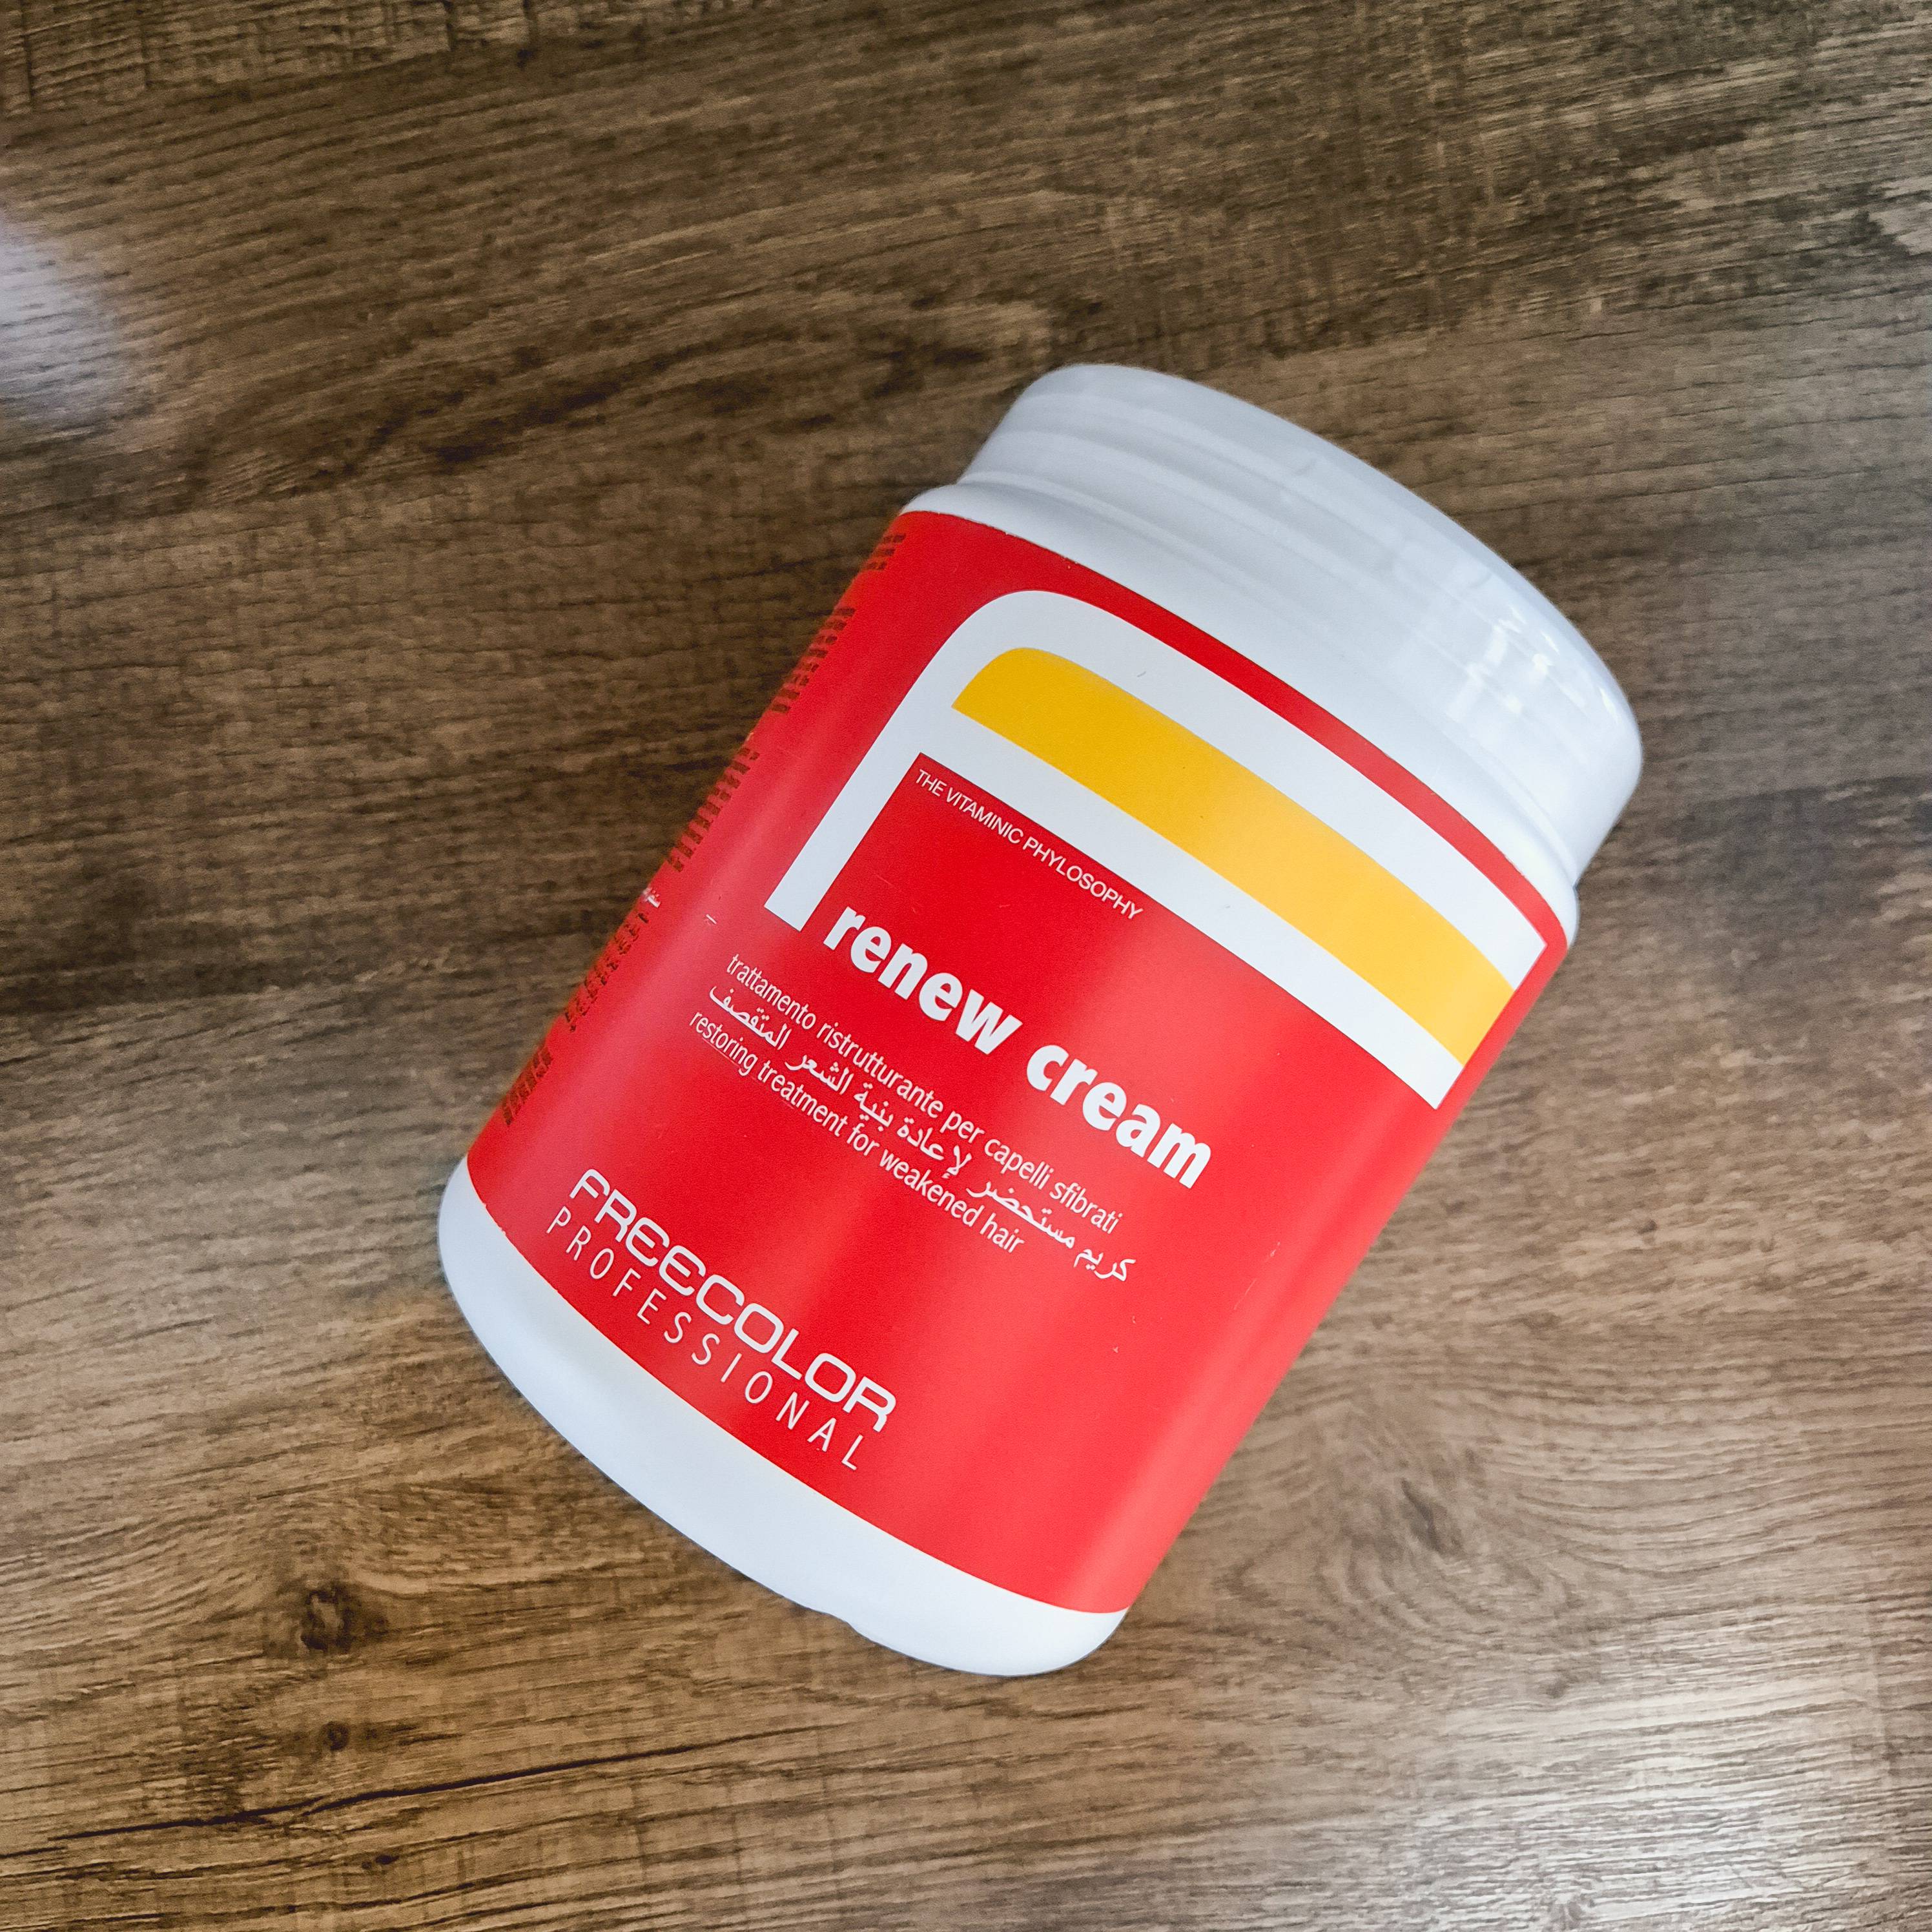 THE VITAMINIC PHYLOSOPHY
renew cream
trattamento ristrutturante per capelli sfibrati
كريم مستحضر لإعادة بنية الشعر المتقصف
restoring treatment for weakened hair
FREECOLOR
PROFESSIONAL